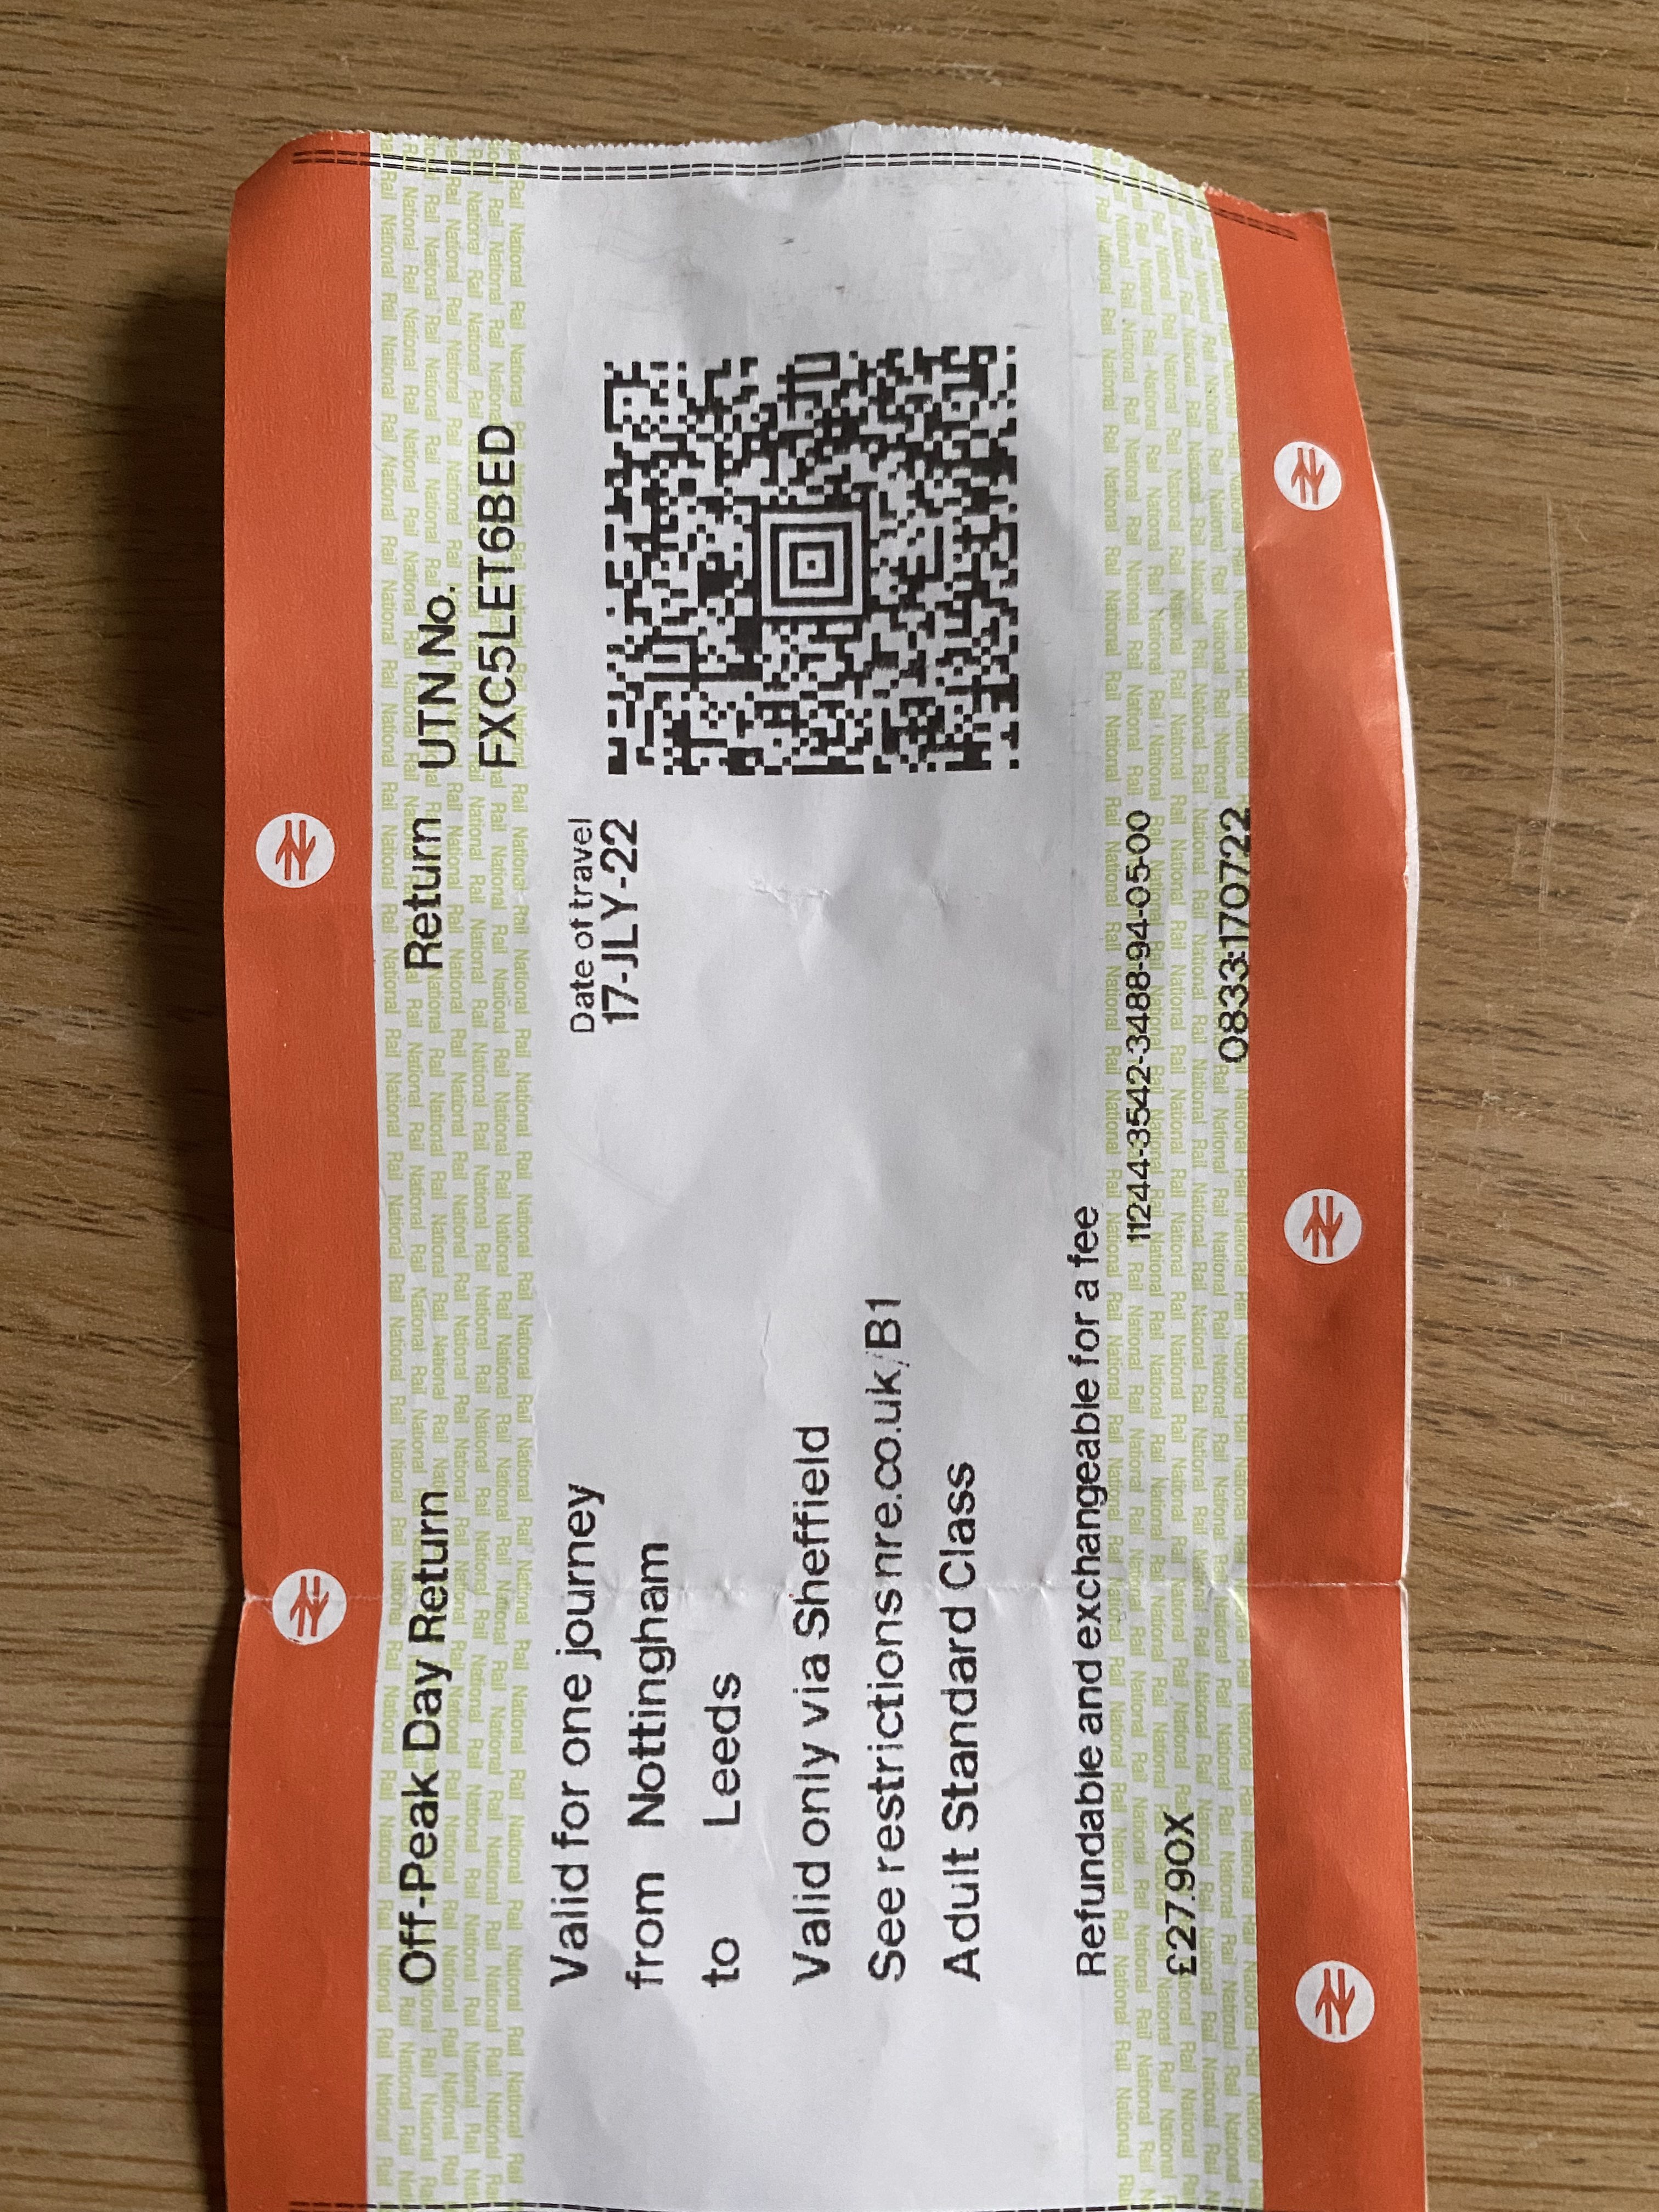 Off-Peak Day Return Return UTN No.
FXC5LET6BED
Valid for one journey Date of travel
from Nottingham 17-JLY-22
to Leeds
Valid only via Sheffield
See restrictions nre.co.uk/B1
Adult Standard Class
Refundable and exchangeable for a fee
11244-3542-3488-94-05-00
£27.90X
0833170722